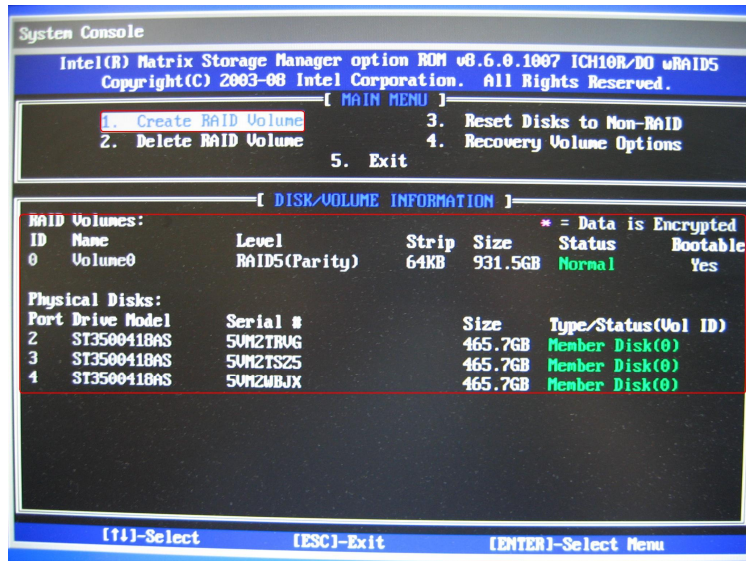 System Console
Intel(R) Matrix Storage Manager option ROM v8.6.0.1007 ICH10R/DO wRAID5
Copyright(C) 2003-08 Intel Corporation. All Rights Reserved.
[ MAIN MENU ]
1. Create RAID Volume 3. Reset Disks to Non-RAID
2. Delete RAID Volume 4. Recovery Volume Options
5. Exit
[ DISK/VOLUME INFORMATION ]
RAID Volumes: * = Data is Encrypted
ID Name Level Strip Size Status Bootable
0 Volume0 RAID5(Parity) 64KB 931.5GB Normal Yes
Physical Disks:
Port Drive Model Serial # Size Type/Status(Vol ID)
2 ST3500418AS 5VM2TRVG 465.7GB Member Disk(0)
3 ST3500418AS 5VM2TSZ5 465.7GB Member Disk(0)
4 ST3500418AS 5VM2WBJX 465.7GB Member Disk(0)
[↑↓]-Select [ESC]-Exit [ENTER]-Select Menu